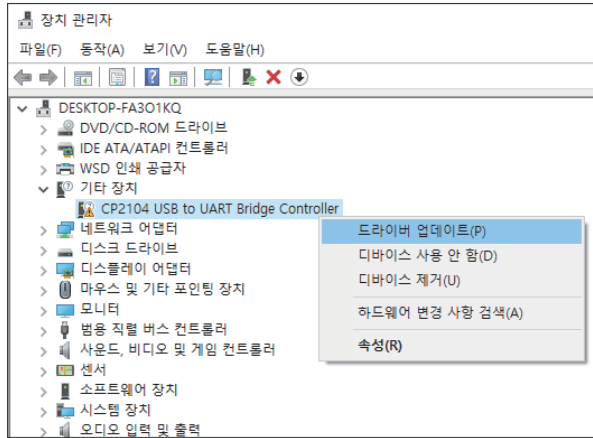 장치 관리자
파일(F) 동작(A) 보기(V) 도움말(H)
DESKTOP-FA3O1KQ
DVD/CD-ROM 드라이브
IDE ATA/ATAPI 컨트롤러
WSD 인쇄 공급자
기타 장치
CP2104 USB to UART Bridge Controller
네트워크 어댑터
디스크 드라이브
디스플레이 어댑터
마우스 및 기타 포인팅 장치
모니터
범용 직렬 버스 컨트롤러
사운드, 비디오 및 게임 컨트롤러
센서
소프트웨어 장치
시스템 장치
오디오 입력 및 출력
드라이버 업데이트(P)
디바이스 사용 안 함(D)
디바이스 제거(U)
하드웨어 변경 사항 검색(A)
속성(R)